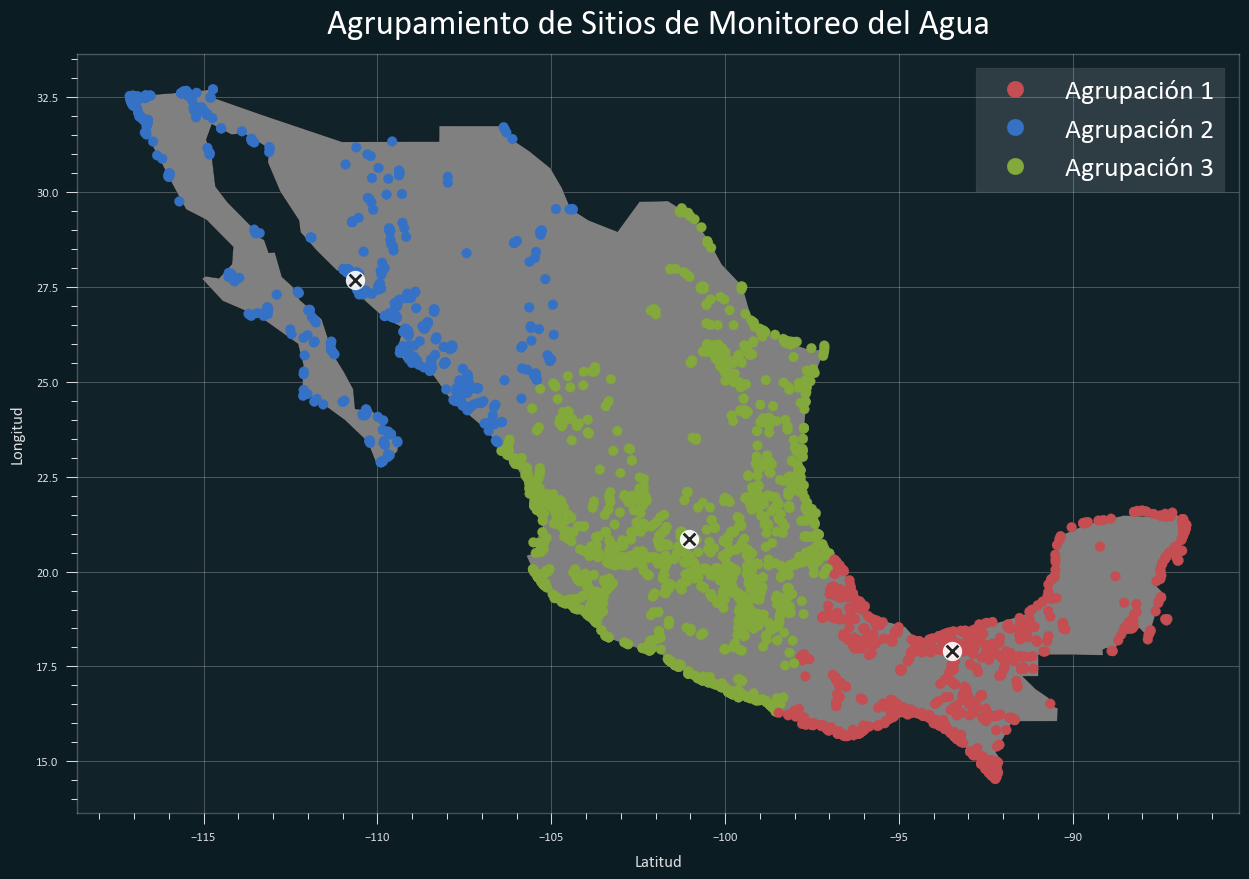 Agrupamiento de Sitios de Monitoreo del Agua
Agrupación 1
Agrupación 2
Agrupación 3
32.5
30.0
27.5
25.0
22.5
20.0
17.5
15.0
Longitud
−115
−110
−105
−100
−95
−90
Latitud